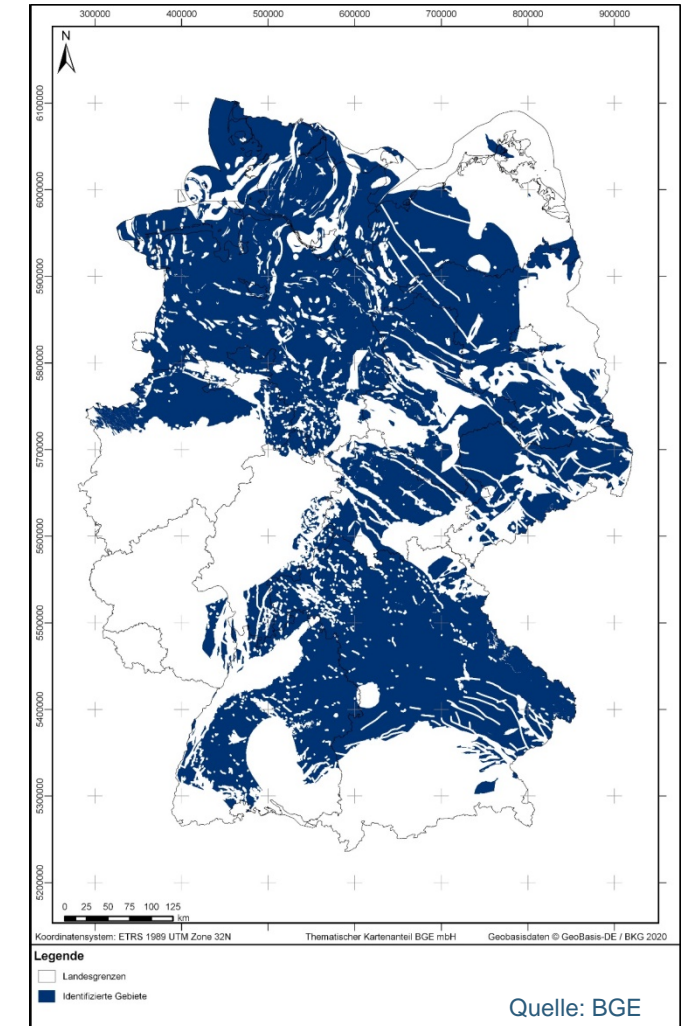 300000 400000 500000 600000 700000 800000 900000
N
6100000
6000000
5900000
5800000
5700000
5600000
5500000
5400000
5300000
5200000
0 25 50 75 100 125
km
Koordinatensystem: ETRS 1989 UTM Zone 32N Thematischer Kartenanteil BGE mbH Geobasisdaten © GeoBasis-DE / BKG 2020
Legende
Landesgrenzen
Identifizierte Gebiete
Quelle: BGE